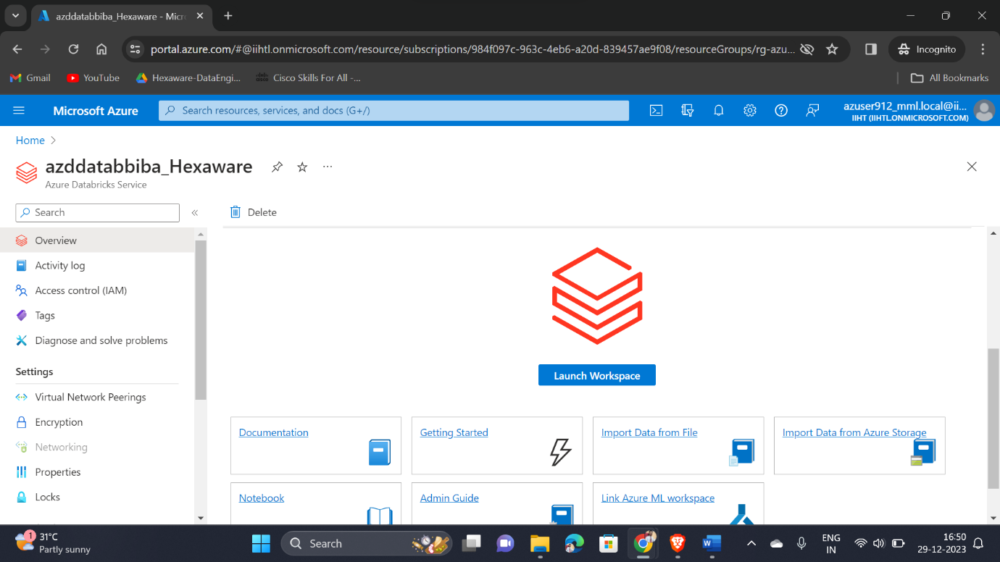 azddatabbiba_Hexaware - Micr
portal.azure.com/#@iihtl.onmicrosoft.com/resource/subscriptions/984f097c-963c-4eb6-a20d-839457ae9f08/resourceGroups/rg-azu...
Incognito
Gmail
YouTube
Hexaware-DataEngi...
Cisco Skills For All -...
All Bookmarks
Microsoft Azure
Search resources, services, and docs (G+/)
azuser912_mml.local@ii...
IIHT (IIHTL.ONMICROSOFT.COM)
Home
azddatabbiba_Hexaware
Azure Databricks Service
Search
Delete
Overview
Activity log
Access control (IAM)
Tags
Diagnose and solve problems
Settings
Virtual Network Peerings
Encryption
Networking
Properties
Locks
Launch Workspace
Documentation
Getting Started
Import Data from File
Import Data from Azure Storage
Notebook
Admin Guide
Link Azure ML workspace
1
31°C
Partly sunny
Search
ENG
IN
16:50
29-12-2023